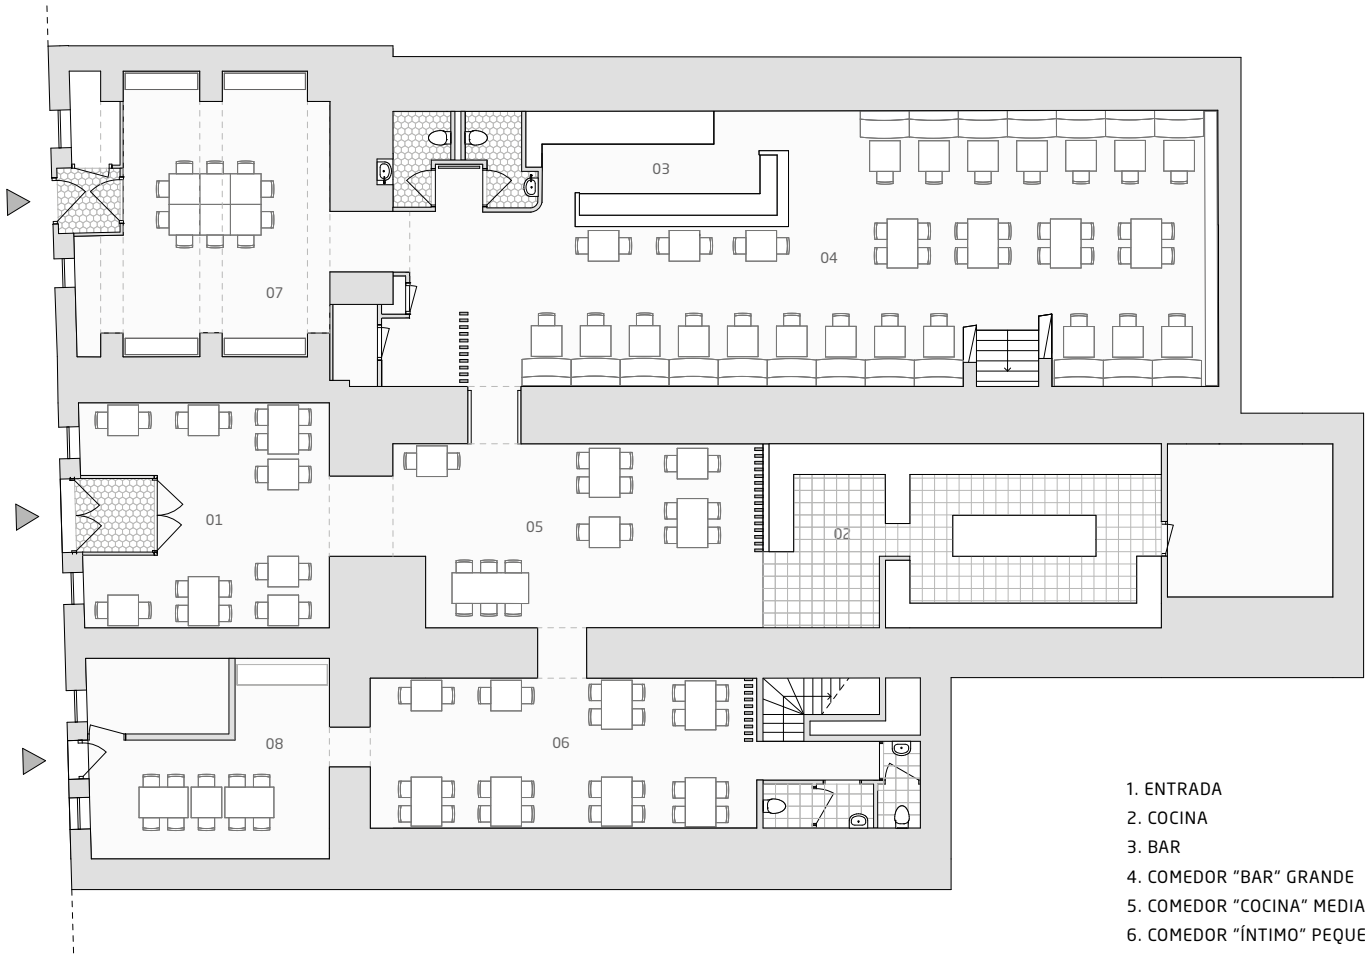 03
04
07
01
05
02
08
06
1. ENTRADA
2. COCINA
3. BAR
4. COMEDOR "BAR" GRANDE
5. COMEDOR "COCINA" MEDIA
6. COMEDOR "ÍNTIMO" PEQUE